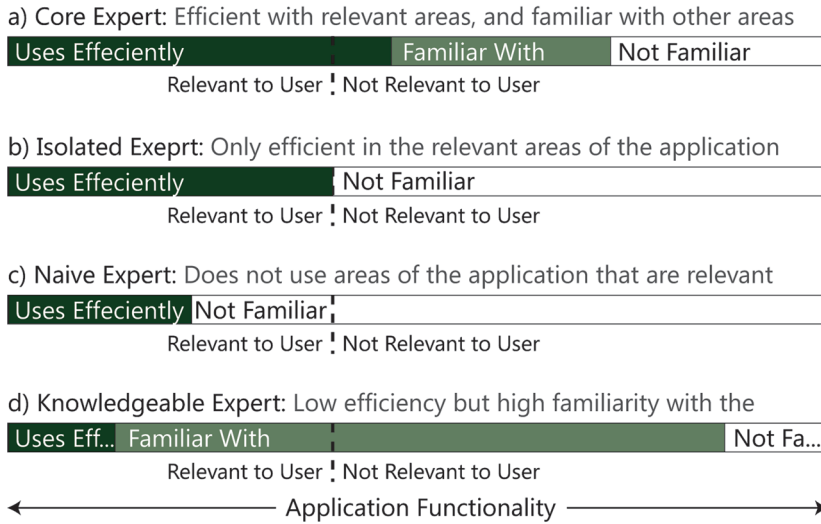 a) Core Expert: Efficient with relevant areas, and familiar with other areas
Uses Effeciently Familiar With Not Familiar
Relevant to User Not Relevant to User
b) Isolated Exeprt: Only efficient in the relevant areas of the application
Uses Effeciently Not Familiar
Relevant to User Not Relevant to User
c) Naive Expert: Does not use areas of the application that are relevant
Uses Effeciently Not Familiar
Relevant to User Not Relevant to User
d) Knowledgeable Expert: Low efficiency but high familiarity with the
Uses Eff... Familiar With Not Fa...
Relevant to User Not Relevant to User
Application Functionality